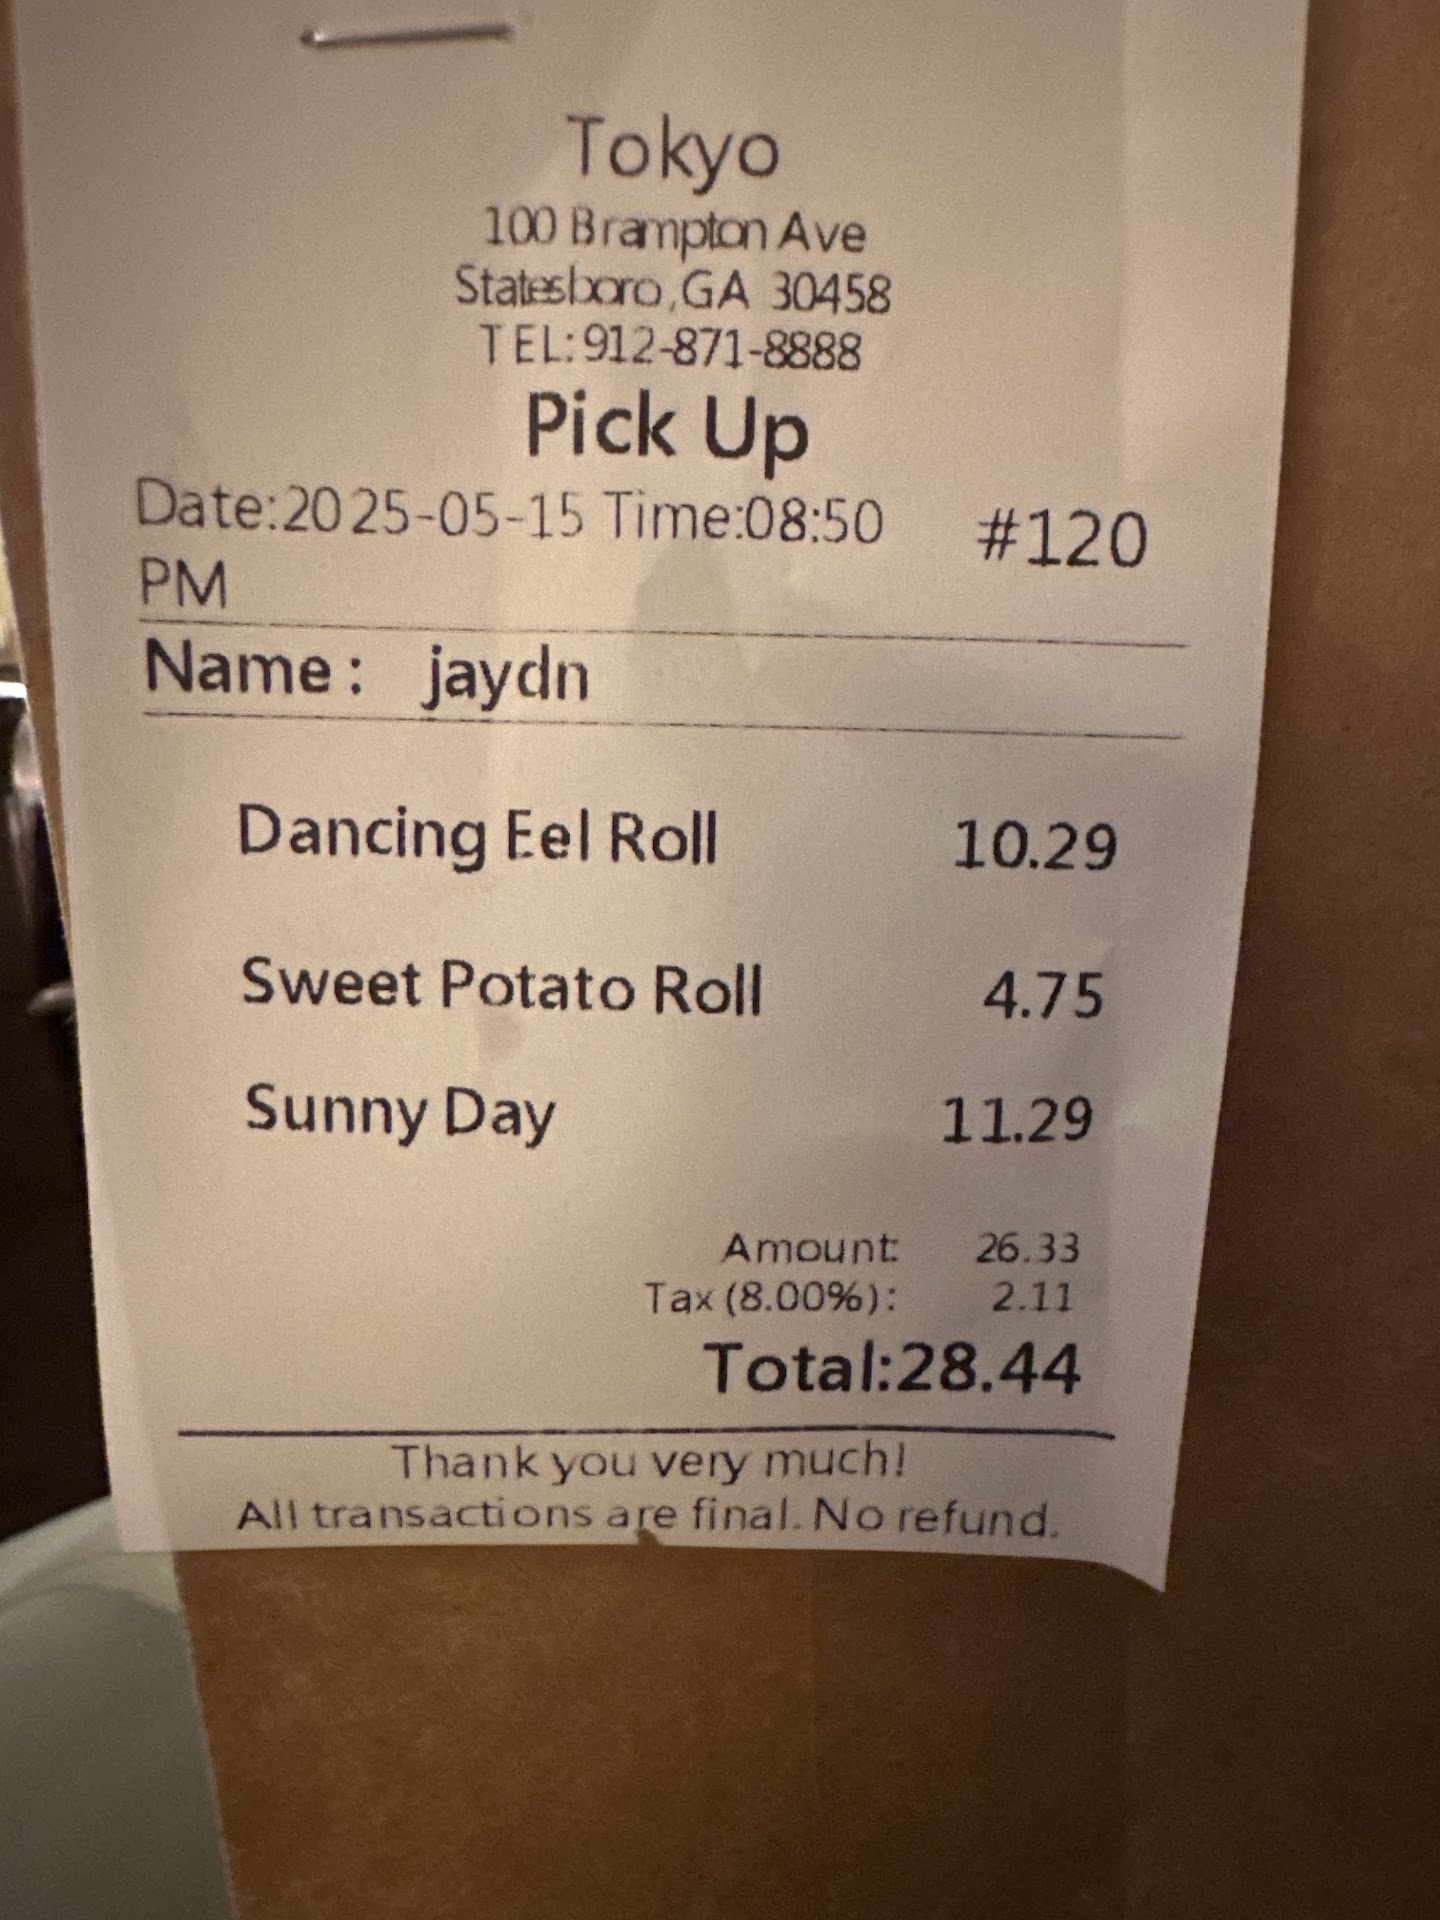 Tokyo
100 Brampton Ave
Statesboro,GA 30458
TEL:912-871-8888
Pick Up
Date:2025-05-15 Time:08:50 #120
PM
Name: jaydn
Dancing Eel Roll 10.29
Sweet Potato Roll 4.75
Sunny Day 11.29
Amount: 26.33
Tax (8.00%): 2.11
Total:28.44
Thank you very much!
All transactions are final. No refund.